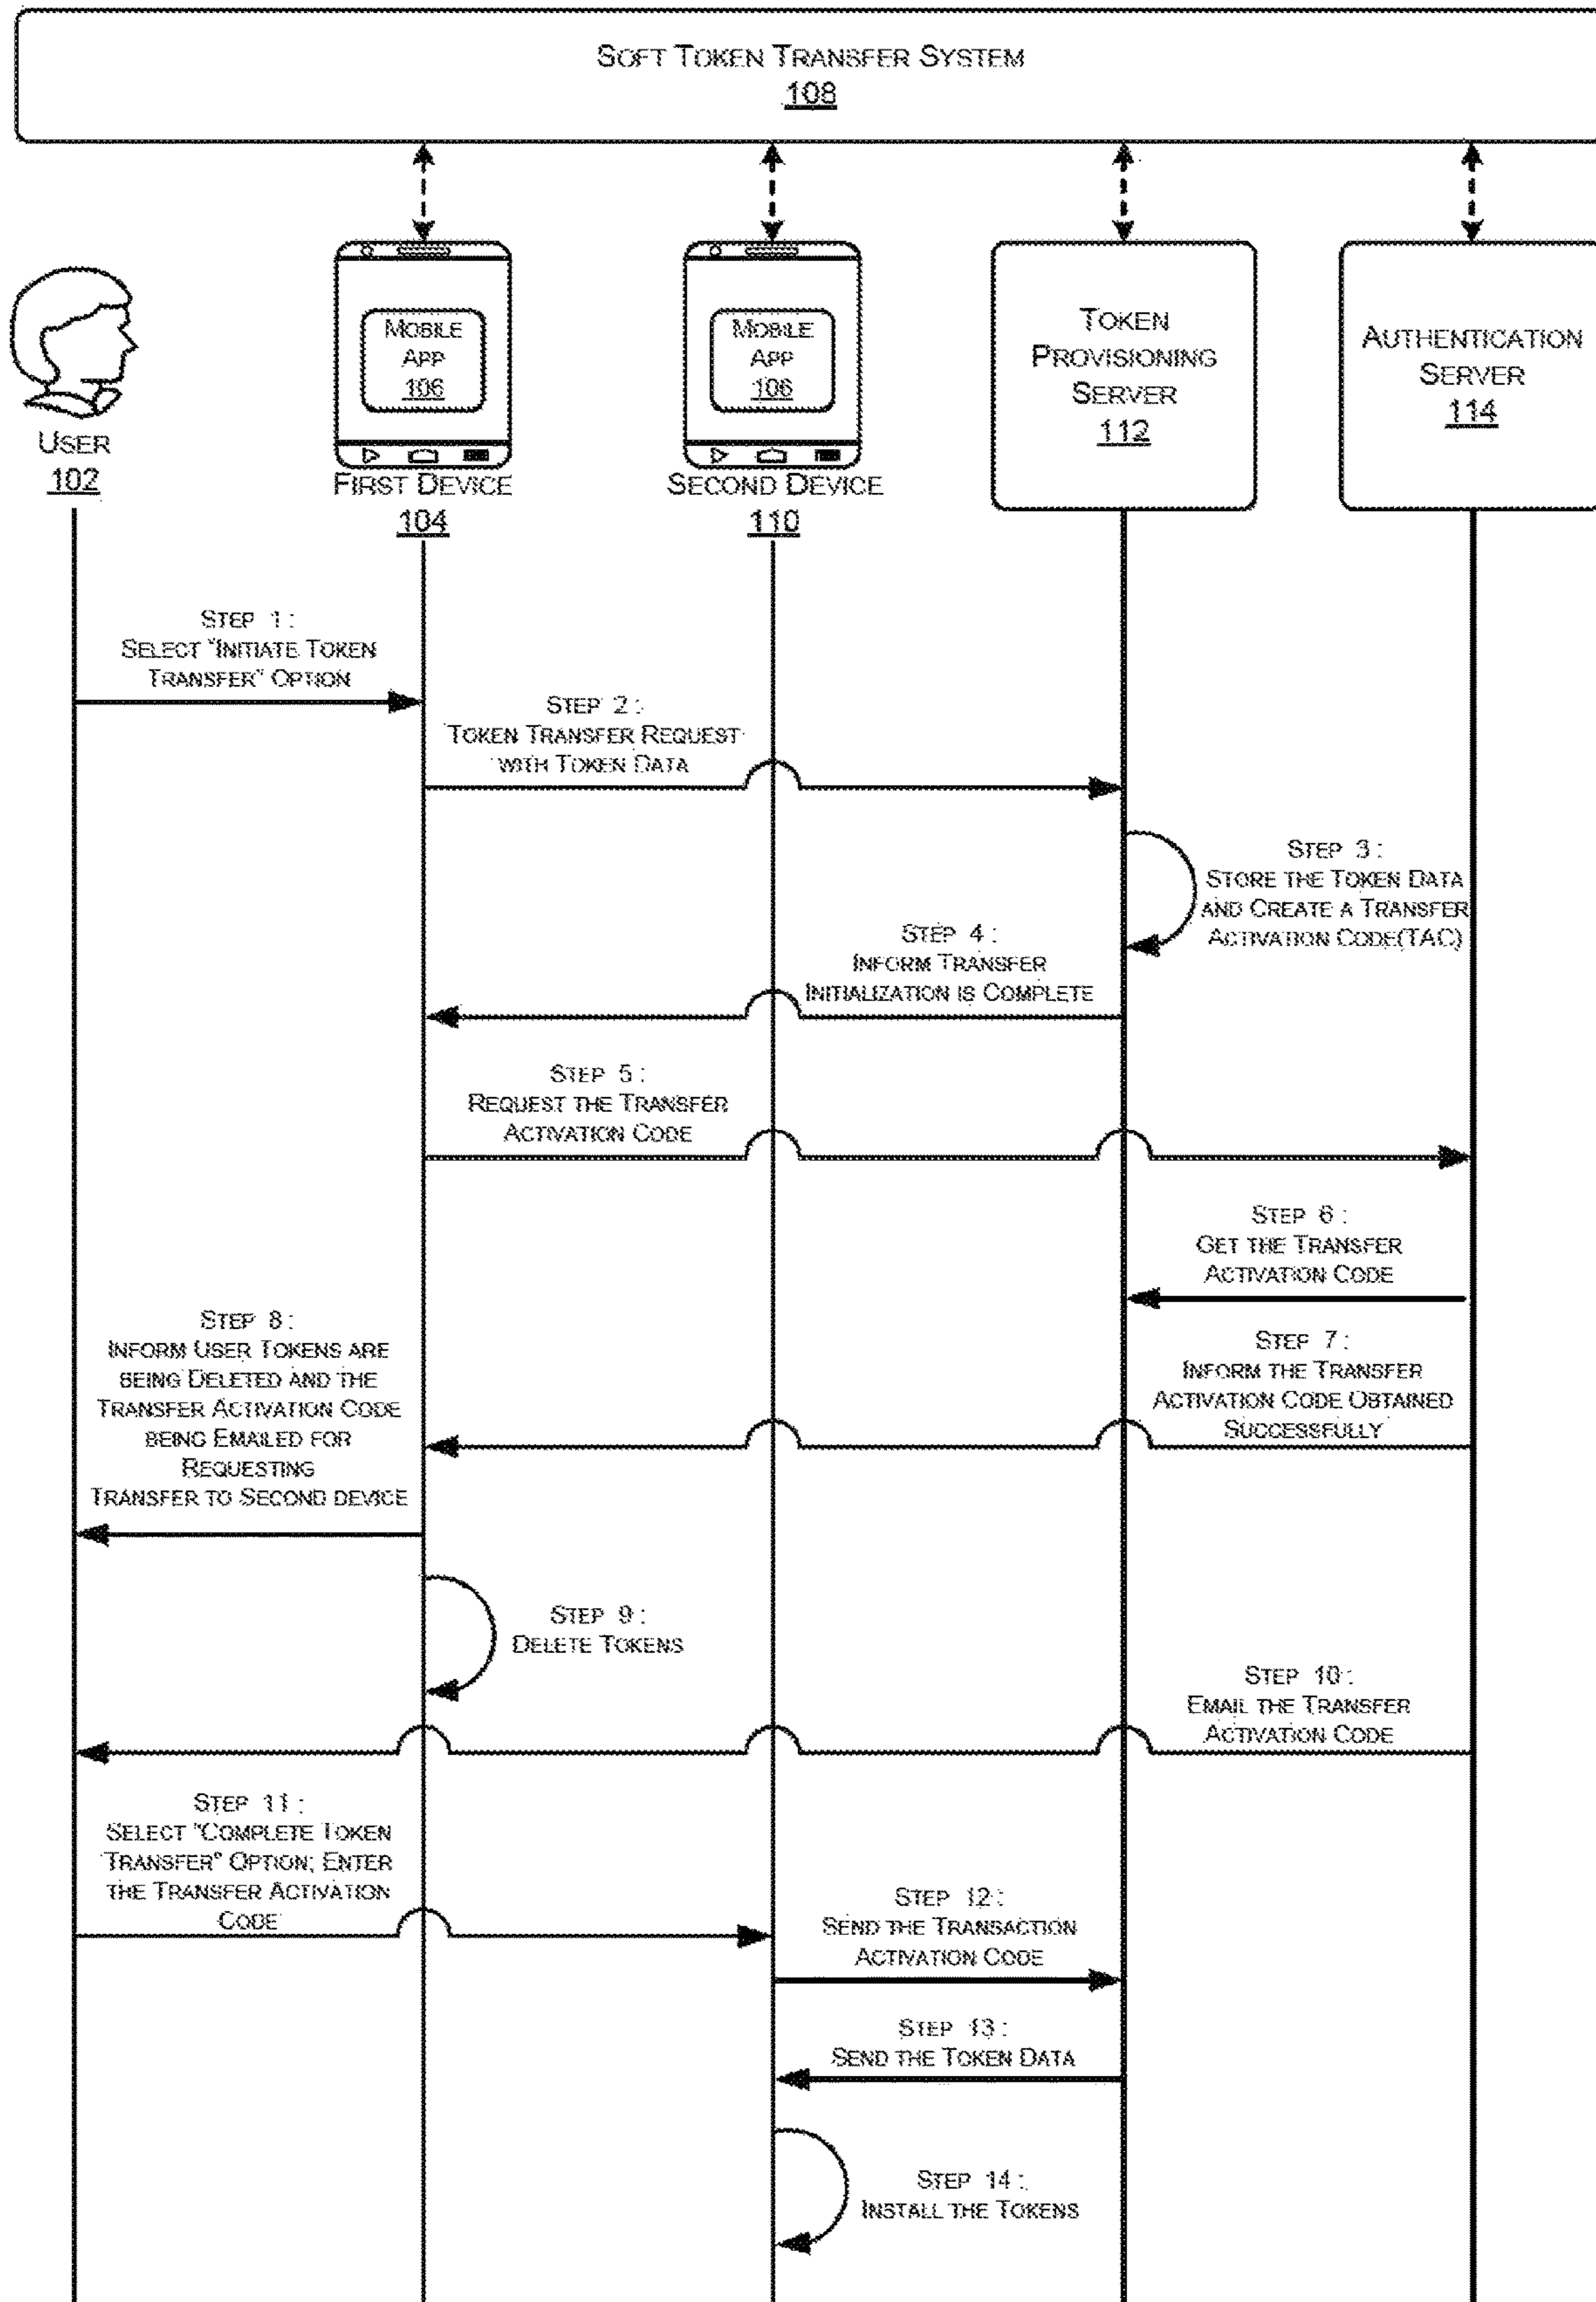 SOFT TOKEN TRANSFER SYSTEM
108
MOBILE
APP
106
MOBILE
APP
106
TOKEN
PROVISIONING
SERVER
112
AUTHENTICATION
SERVER
114
USER
102
FIRST DEVICE
104
SECOND DEVICE
110
STEP 1:
SELECT "INITIATE TOKEN
TRANSFER" OPTION
STEP 2:
TOKEN TRANSFER REQUEST
WITH TOKEN DATA
STEP 3:
STORE THE TOKEN DATA
AND CREATE A TRANSFER
ACTIVATION CODE(TAC)
STEP 4:
INFORM TRANSFER
INITIALIZATION IS COMPLETE
STEP 5:
REQUEST THE TRANSFER
ACTIVATION CODE
STEP 6:
GET THE TRANSFER
ACTIVATION CODE
STEP 7:
INFORM THE TRANSFER
ACTIVATION CODE OBTAINED
SUCCESSFULLY
STEP 8:
INFORM USER TOKENS ARE
BEING DELETED AND THE
TRANSFER ACTIVATION CODE
BEING EMAILED FOR
REQUESTING
TRANSFER TO SECOND DEVICE
STEP 9:
DELETE TOKENS
STEP 10:
EMAIL THE TRANSFER
ACTIVATION CODE
STEP 11:
SELECT "COMPLETE TOKEN
TRANSFER" OPTION; ENTER
THE TRANSFER ACTIVATION
CODE
STEP 12:
SEND THE TRANSACTION
ACTIVATION CODE
STEP 13:
SEND THE TOKEN DATA
STEP 14:
INSTALL THE TOKENS